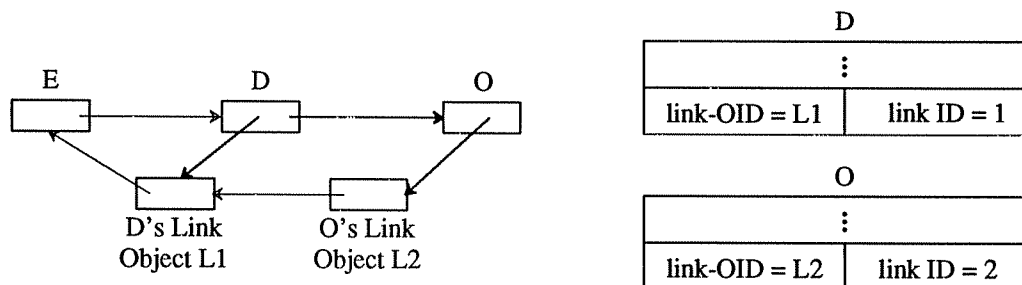 E D O
D's Link
Object L1
O's Link
Object L2
D
⋮
link-OID = L1 link ID = 1
O
⋮
link-OID = L2 link ID = 2